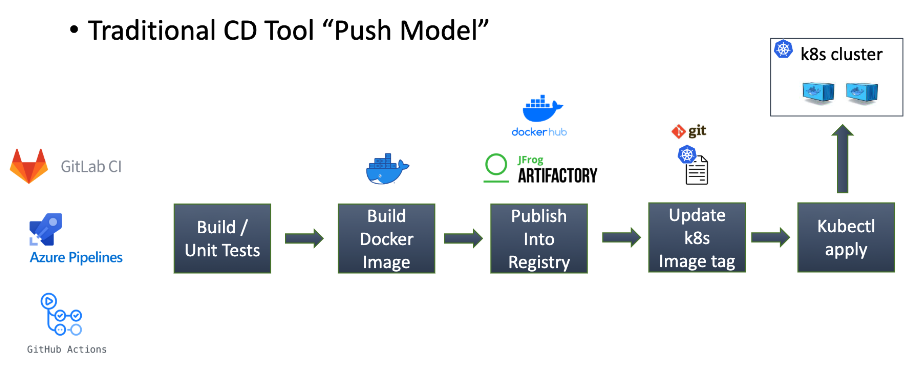 • Traditional CD Tool “Push Model”
k8s cluster
dockerhub
git
JFrog
ARTIFACTORY
GitLab CI
Azure Pipelines
GitHub Actions
Build /
Unit Tests
Build
Docker
Image
Publish
Into
Registry
Update
k8s
Image tag
Kubectl
apply